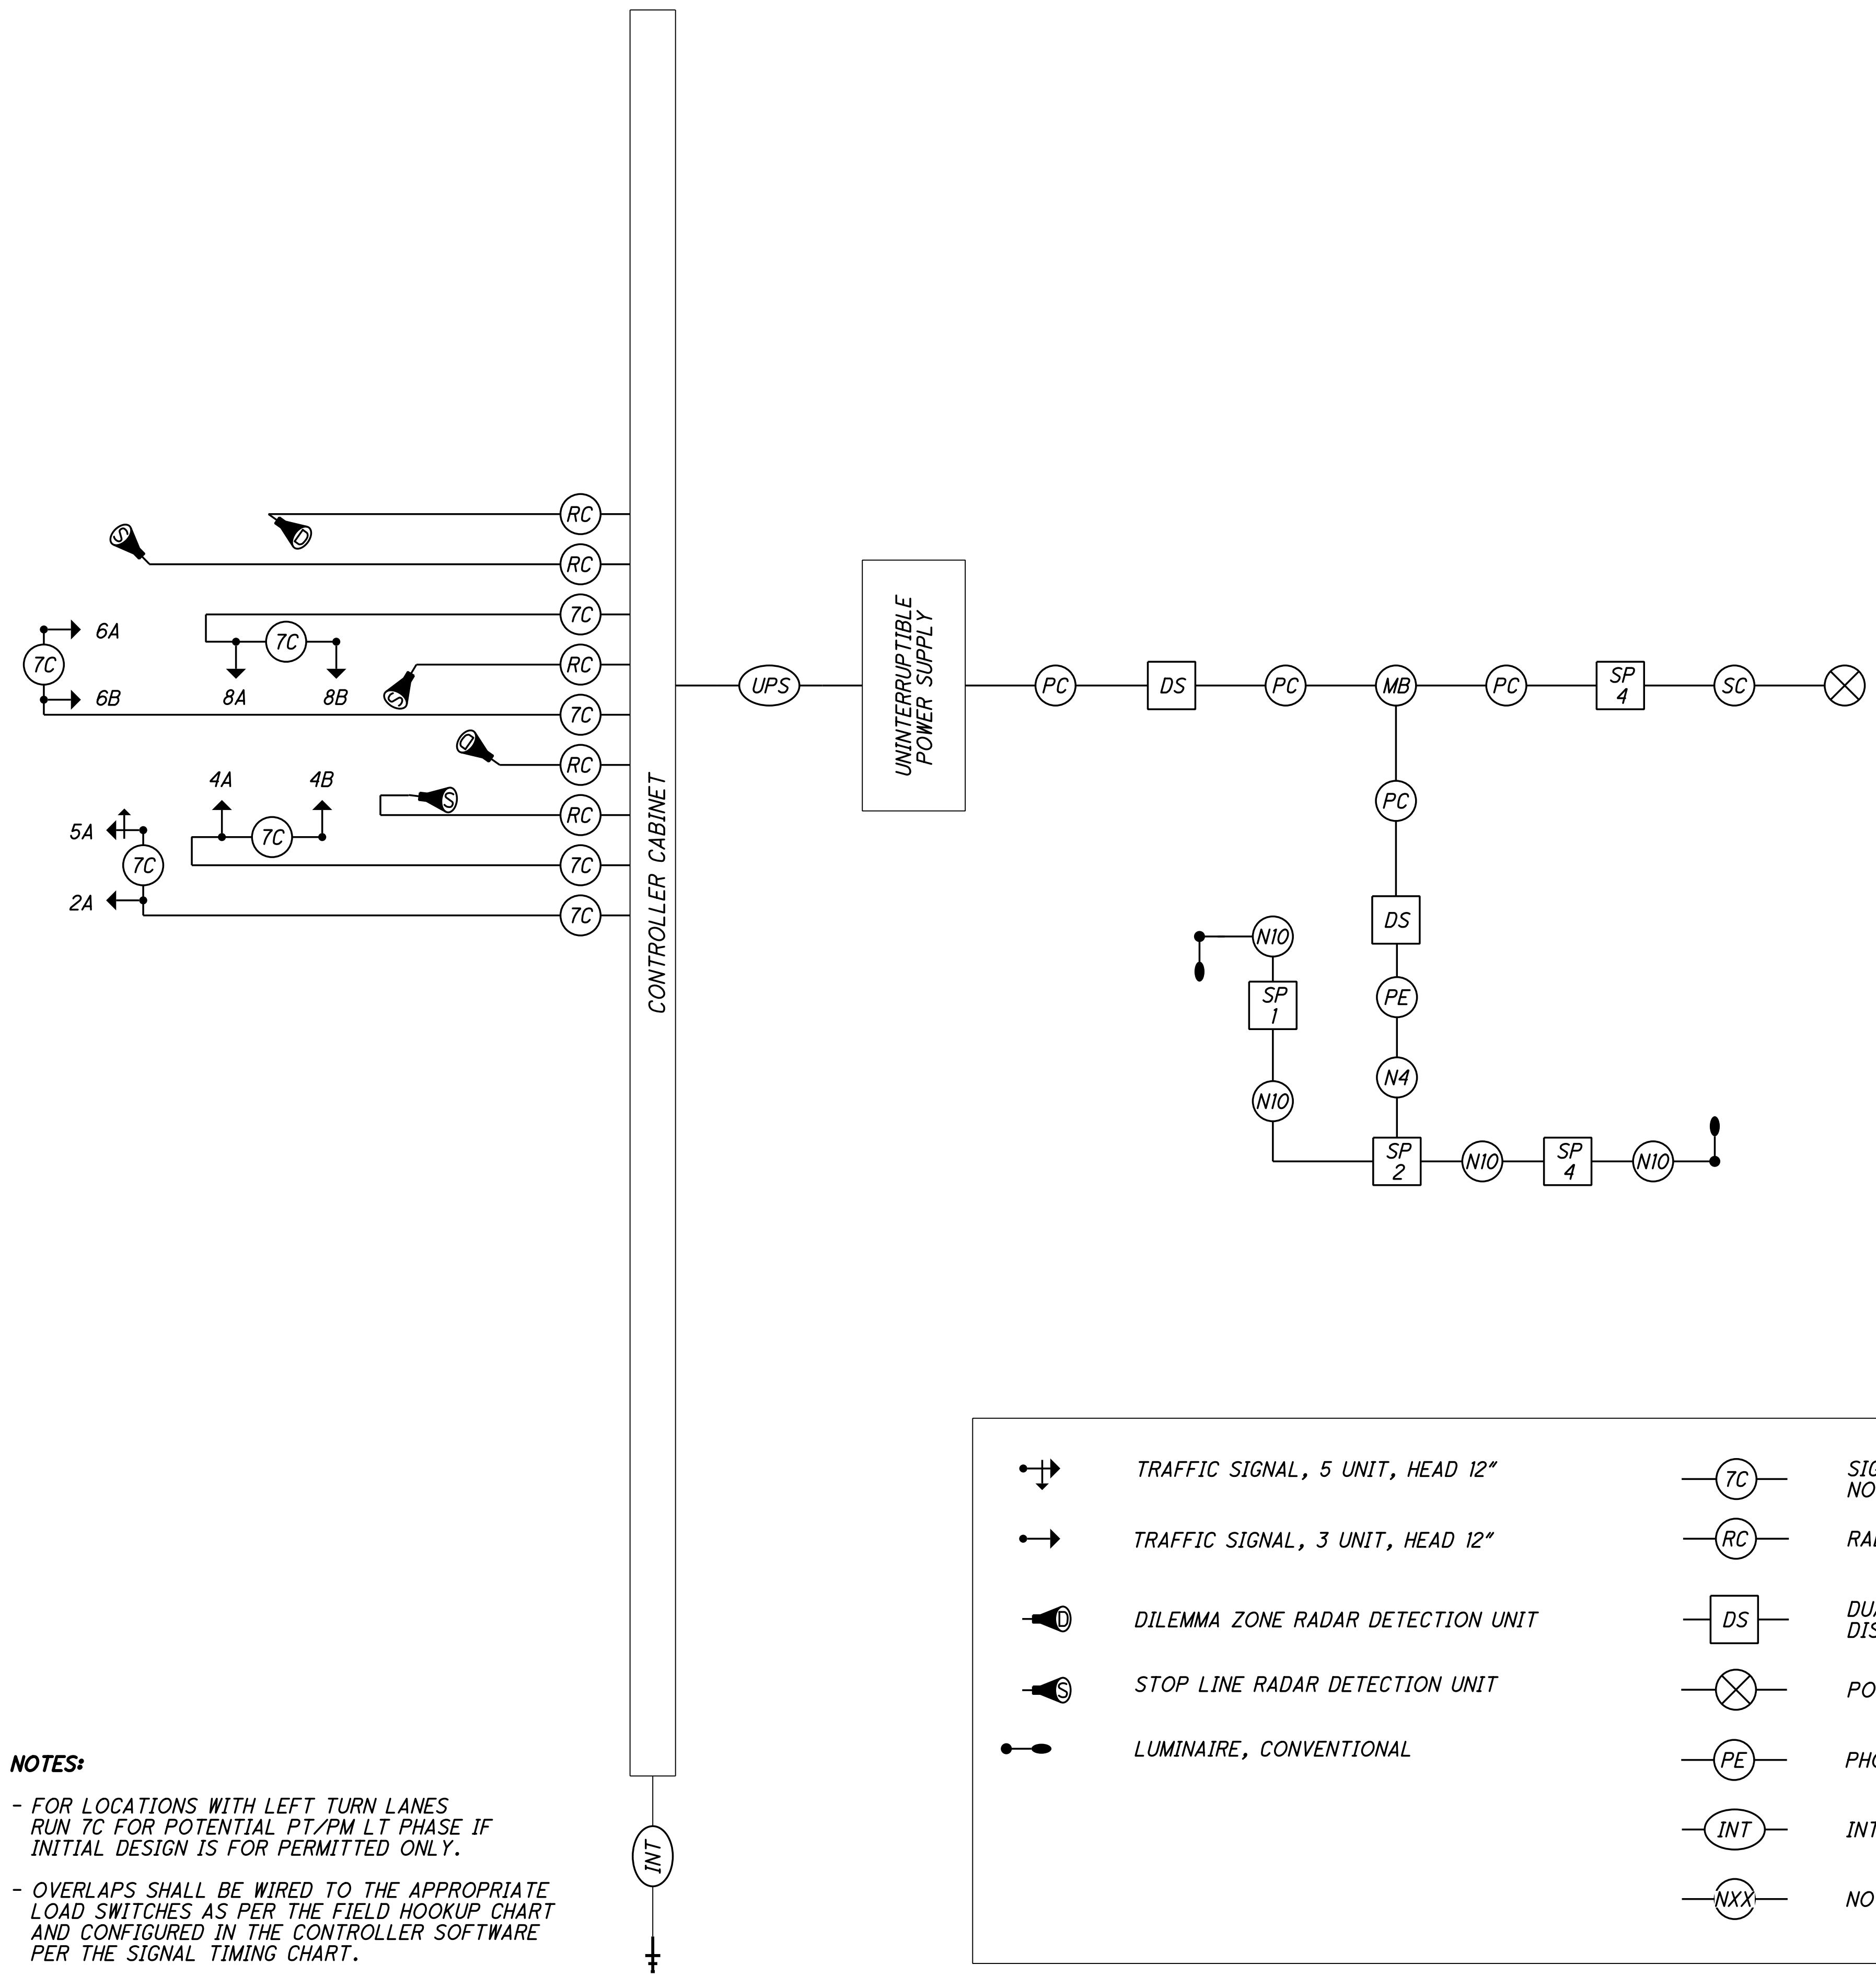 RC
D
S
RC
7C
6A
7C
7C
RC
6B
8A
8B
S
7C
D
RC
4A
4B
S
RC
5A
7C
7C
7C
2A
7C
CONTROLLER CABINET
UPS
UNINTERRUPTIBLE
POWER SUPPLY
PC
DS
PC
MB
PC
SP
4
SC
PC
DS
N10
SP
1
PE
N4
N10
SP
2
N10
SP
4
N10
INT
NOTES:
- FOR LOCATIONS WITH LEFT TURN LANES
RUN 7C FOR POTENTIAL PT/PM LT PHASE IF
INITIAL DESIGN IS FOR PERMITTED ONLY.
- OVERLAPS SHALL BE WIRED TO THE APPROPRIATE
LOAD SWITCHES AS PER THE FIELD HOOKUP CHART
AND CONFIGURED IN THE CONTROLLER SOFTWARE
PER THE SIGNAL TIMING CHART.
TRAFFIC SIGNAL, 5 UNIT, HEAD 12"
TRAFFIC SIGNAL, 3 UNIT, HEAD 12"
D DILEMMA ZONE RADAR DETECTION UNIT
S STOP LINE RADAR DETECTION UNIT
LUMINAIRE, CONVENTIONAL
7C
RC
DS
PE
INT INT
NXX NO